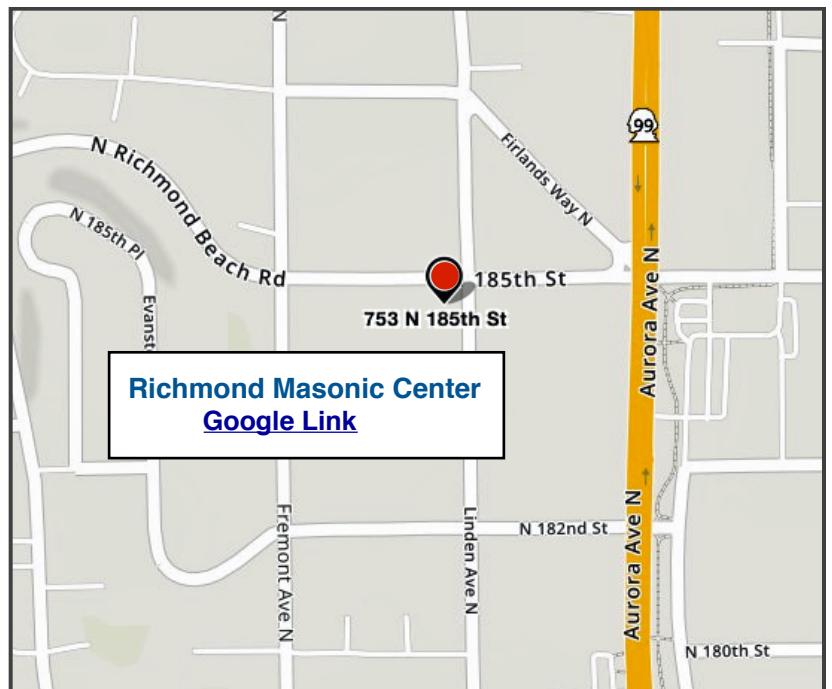 N
Firlands Way N
99
N Richmond Beach Rd
N 185th Pl
185th St
753 N 185th St
Aurora Ave N
Richmond Masonic Center
Google Link
Fremont Ave N
Linden Ave N
N 182nd St
Aurora Ave N
N 180th St